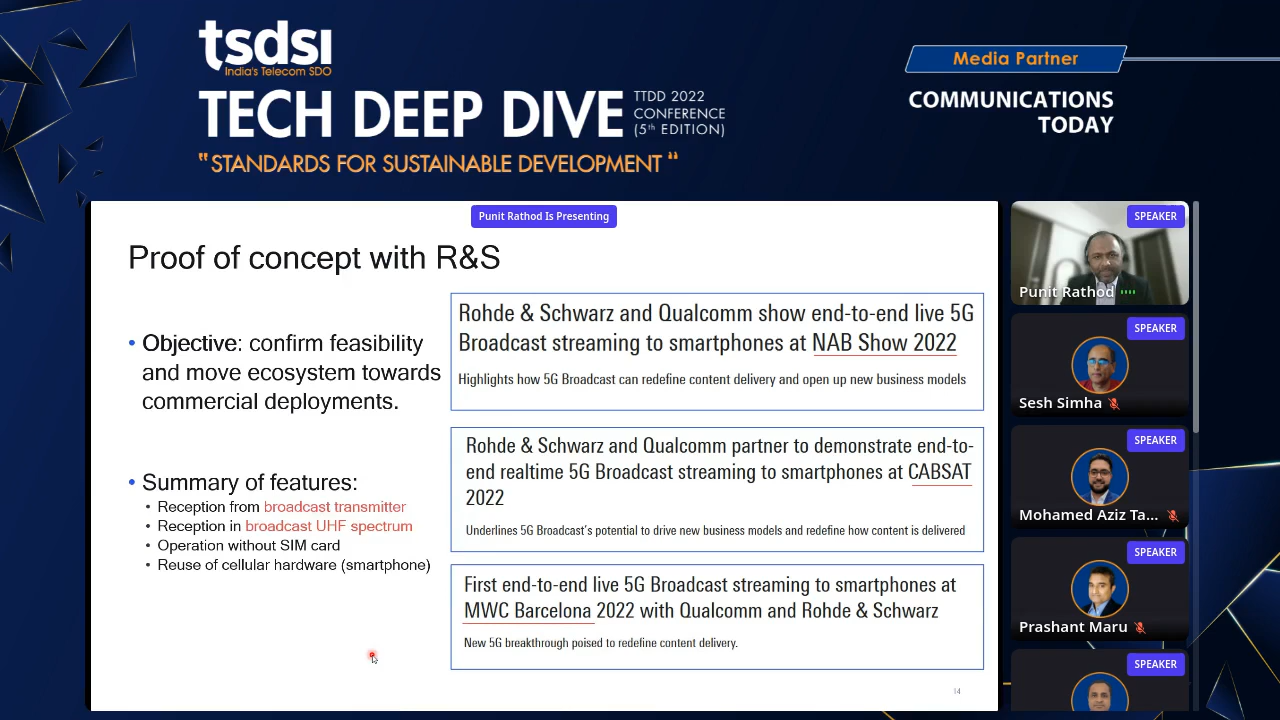 tsdsi
India's Telecom SDO
TECH DEEP DIVE
TTDD 2022
CONFERENCE
(5th EDITION)
"STANDARDS FOR SUSTAINABLE DEVELOPMENT"
Media Partner
COMMUNICATIONS
TODAY
Punit Rathod Is Presenting
Proof of concept with R&S
• Objective: confirm feasibility
and move ecosystem towards
commercial deployments.
• Summary of features:
• Reception from broadcast transmitter
• Reception in broadcast UHF spectrum
• Operation without SIM card
• Reuse of cellular hardware (smartphone)
Rohde & Schwarz and Qualcomm show end-to-end live 5G
Broadcast streaming to smartphones at NAB Show 2022
Highlights how 5G Broadcast can redefine content delivery and open up new business models
Rohde & Schwarz and Qualcomm partner to demonstrate end-to-
end realtime 5G Broadcast streaming to smartphones at CABSAT
2022
Underlines 5G Broadcast's potential to drive new business models and redefine how content is delivered
First end-to-end live 5G Broadcast streaming to smartphones at
MWC Barcelona 2022 with Qualcomm and Rohde & Schwarz
New 5G breakthrough poised to redefine content delivery.
14
SPEAKER
Punit Rathod
SPEAKER
Sesh Simha
SPEAKER
Mohamed Aziz Ta...
SPEAKER
Prashant Maru
SPEAKER